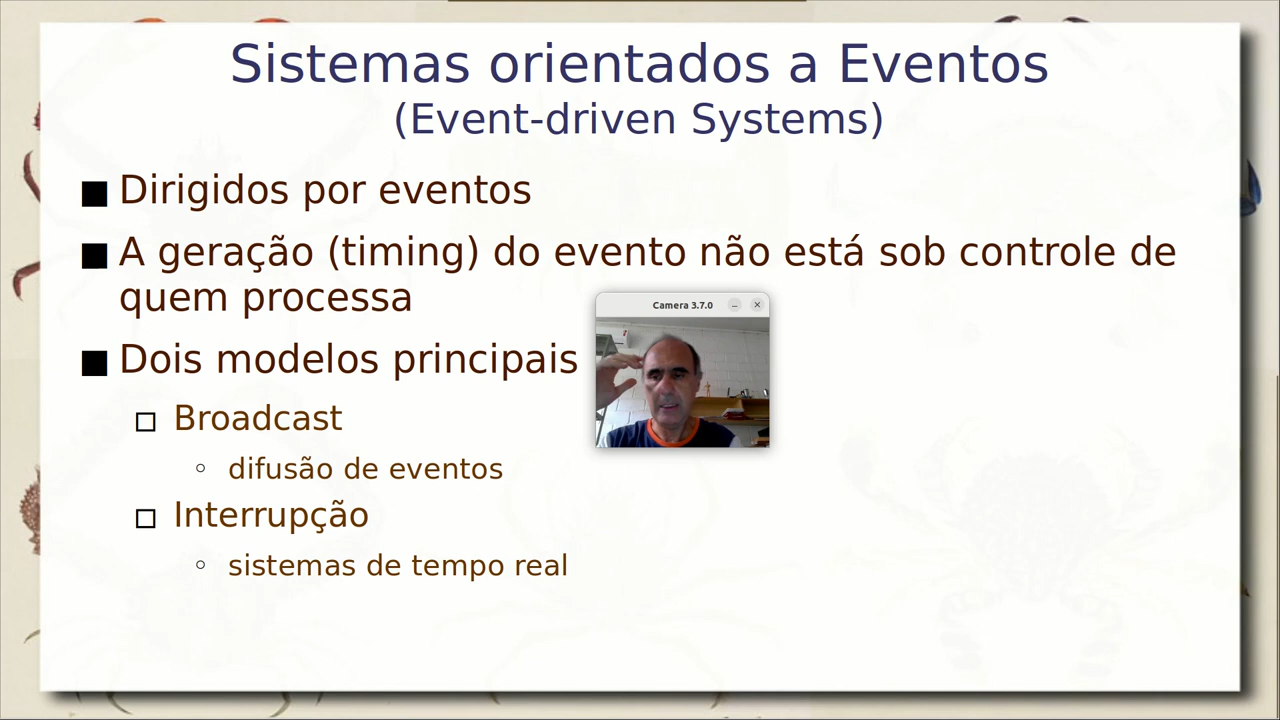 Sistemas orientados a Eventos
(Event-driven Systems)
Dirigidos por eventos
A geração (timing) do evento não está sob controle de
quem processa
Camera 3.7.0
Dois modelos principais
Broadcast
difusão de eventos
Interrupção
sistemas de tempo real